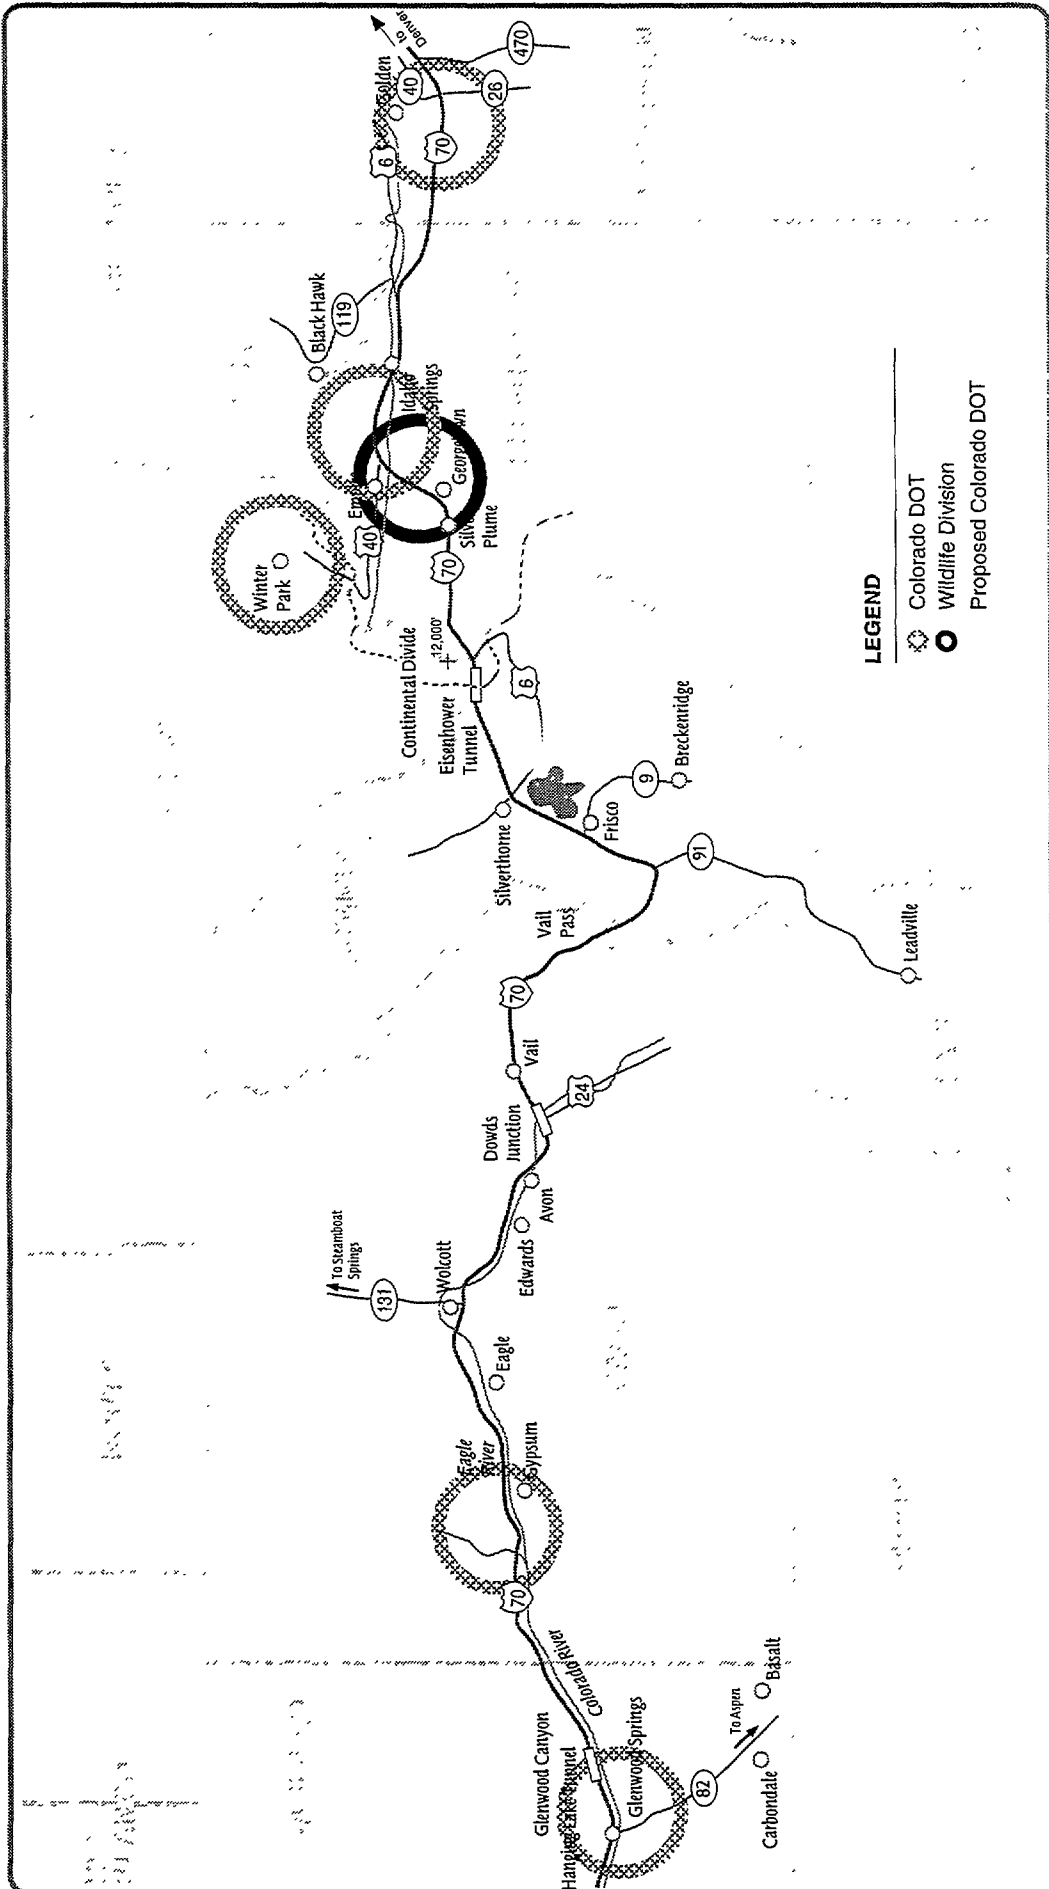 Denver
to
Golden
40
470
26
6
70
Black Hawk
119
Idaho
Springs
Georgetown
Silver
Plume
40
70
Winter
Park
Continental Divide
12,000'
Eisenhower
Tunnel
6
Silverthorne
Frisco
9
Breckenridge
91
Leadville
Vail
Pass
70
Vail
24
Dowds
Junction
Avon
Edwards
To Steamboat
Springs
131
Wolcott
Eagle
Eagle
River
Gypsum
70
Colorado River
Glenwood Canyon
Hanging Lake Tunnel
Glenwood Springs
82
To Aspen
Basalt
Carbondale
LEGEND
Colorado DOT
Wildlife Division
Proposed Colorado DOT